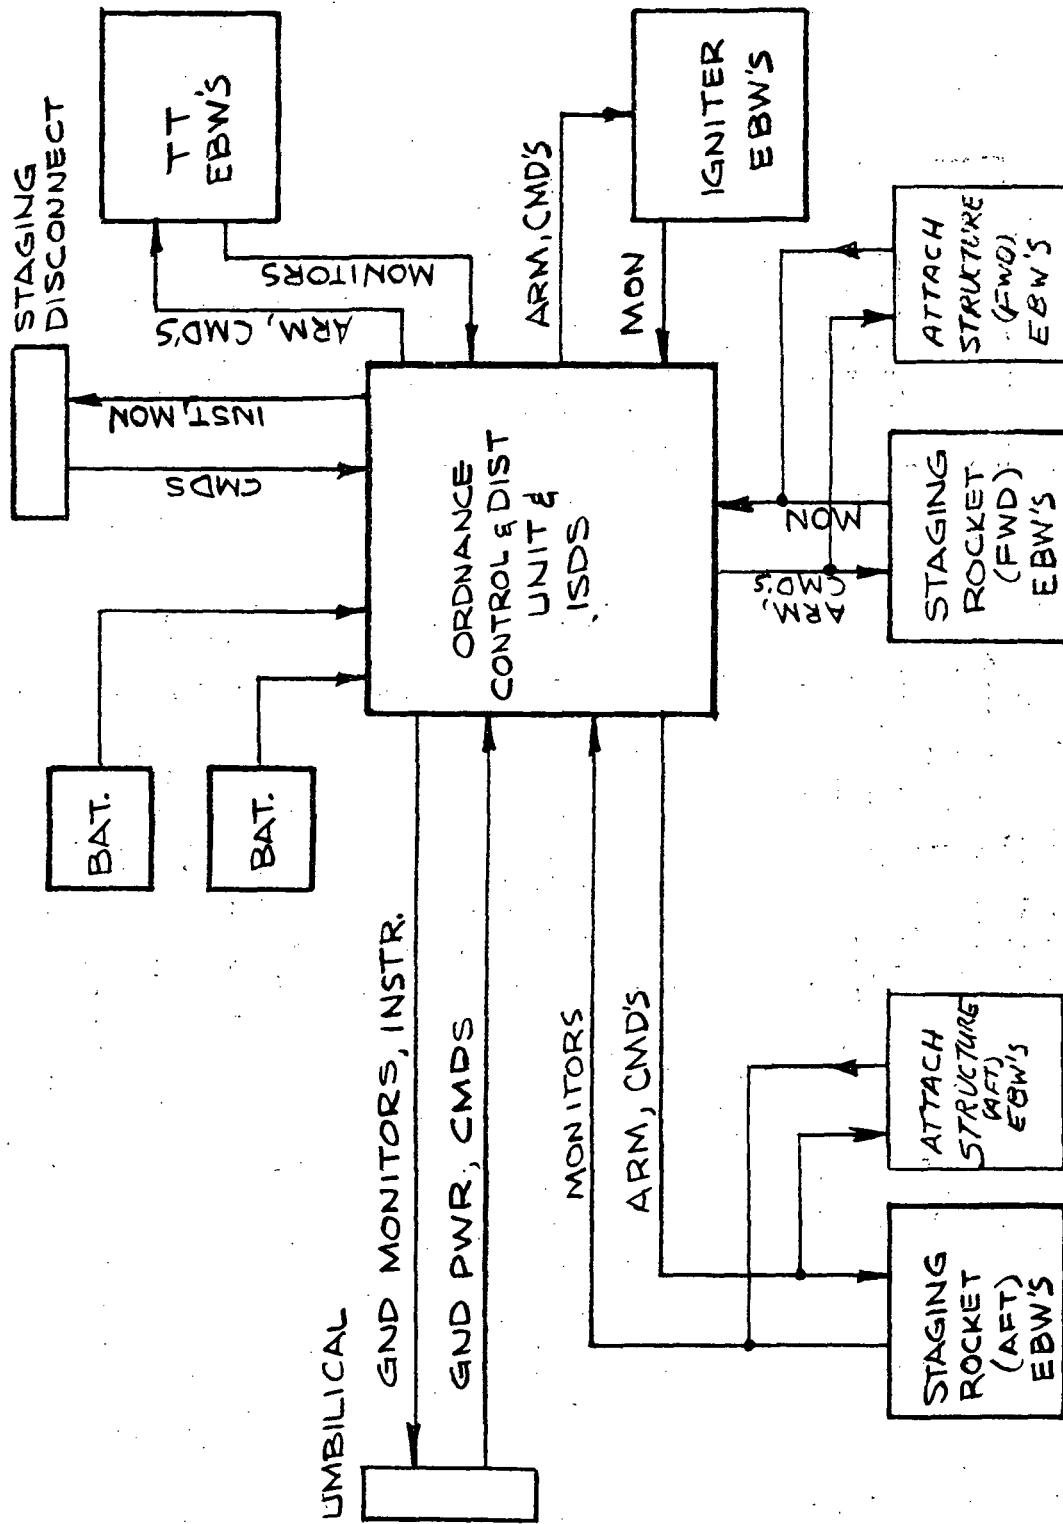 STAGING
DISCONNECT
TT
EBW'S
ARM, CMD'S
MONITORS
INST, MON
CMDS
BAT.
BAT.
ORDNANCE
CONTROL & DIST
UNIT &
ISDS
ARM, CMD'S
MON
IGNITER
EBW'S
UMBILICAL
GND MONITORS, INSTR.
GND PWR, CMDS
MONITORS
ARM, CMD'S
MON
ARM,
CMD'S
STAGING
ROCKET
(AFT)
EBW'S
ATTACH
STRUCTURE
(AFT)
EBW'S
STAGING
ROCKET
(FWD)
EBW'S
ATTACH
STRUCTURE
(FWD)
EBW'S